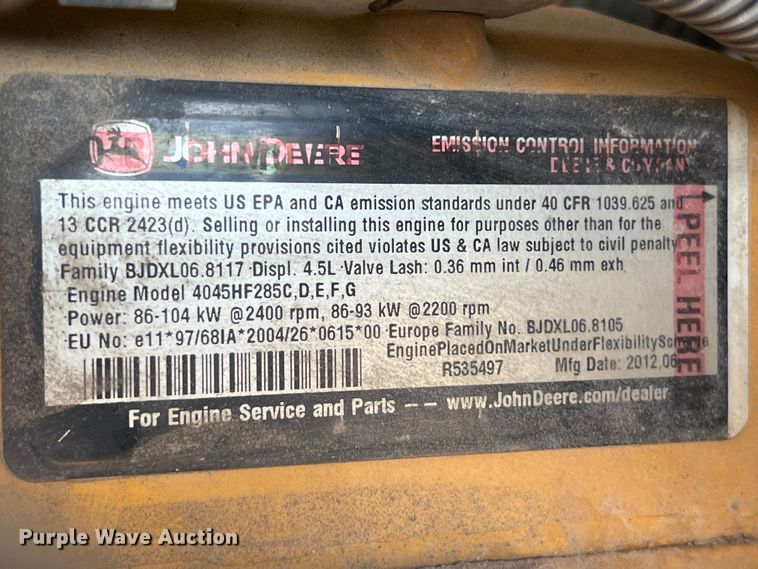 JOHN DEERE
EMISSION CONTROL INFORMATION
DEERE & COMPANY
This engine meets US EPA and CA emission standards under 40 CFR 1039.625 and
13 CCR 2423(d). Selling or installing this engine for purposes other than for the
equipment flexibility provisions cited violates US & CA law subject to civil penalty
Family BJDXL06.8117 Displ. 4.5L Valve Lash: 0.36 mm int / 0.46 mm exh
Engine Model 4045HF285C,D,E,F,G
Power: 86-104 kW @2400 rpm, 86-93 kW @2200 rpm
EU No: e11*97/68IA*2004/26*0615*00 Europe Family No. BJDXL06.8105
EnginePlacedOnMarketUnderFlexibilityScheme
R535497 Mfg Date: 2012,06
PEEL HERE
For Engine Service and Parts –– www.JohnDeere.com/dealer
Purple Wave Auction